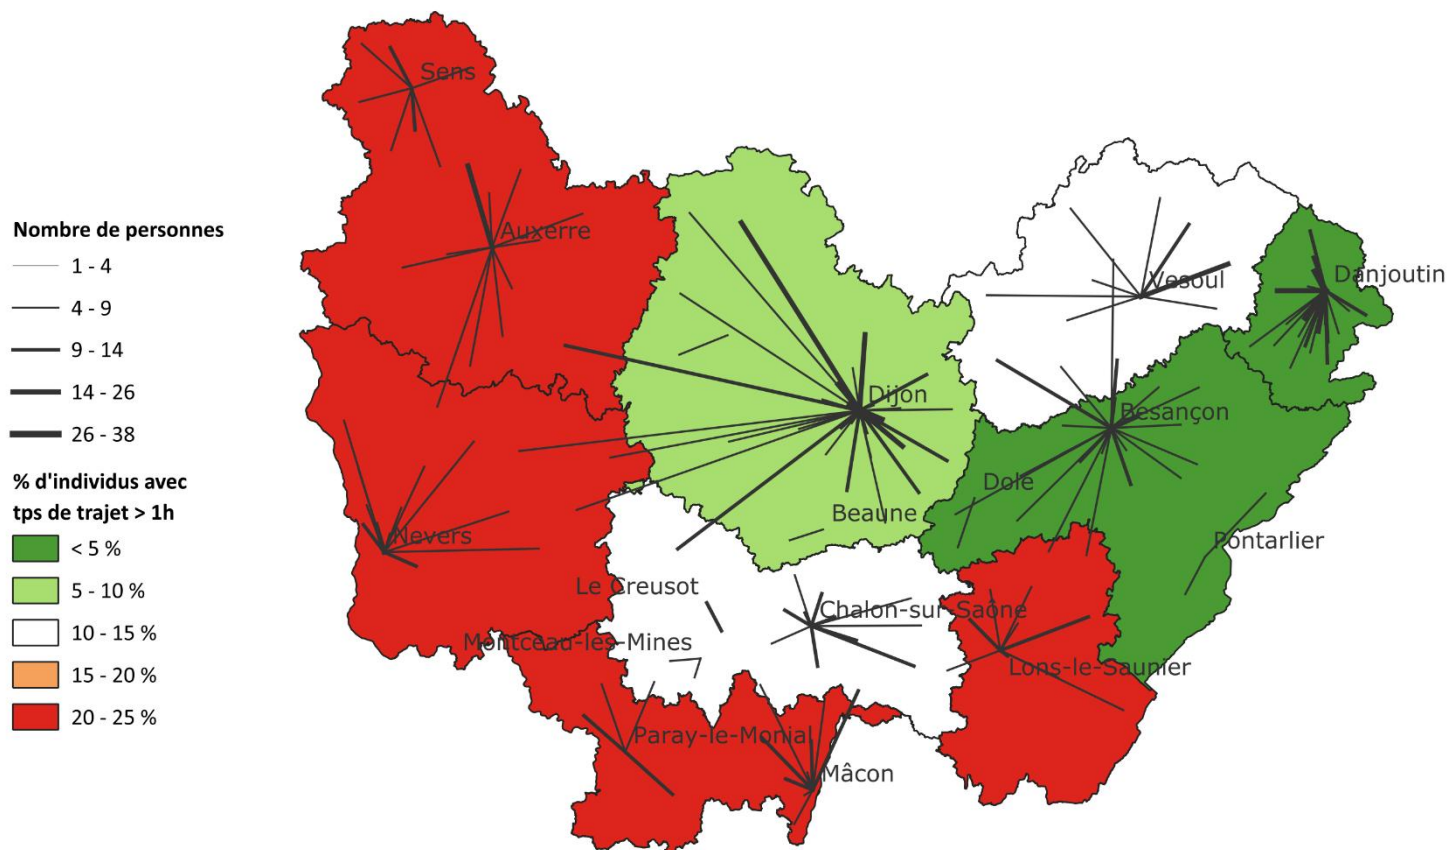 Nombre de personnes
1 - 4
4 - 9
9 - 14
14 - 26
26 - 38
% d'individus avec
tps de trajet > 1h
< 5 %
5 - 10 %
10 - 15 %
15 - 20 %
20 - 25 %
Sens
Auxerre
Vesoul
Danjoutin
Dijon
Besançon
Dole
Beaune
Nevers
Pontarlier
Le Creusot
Chalon-sur-Saône
Montceau-les-Mines
Lons-le-Saunier
Paray-le-Monial
Mâcon